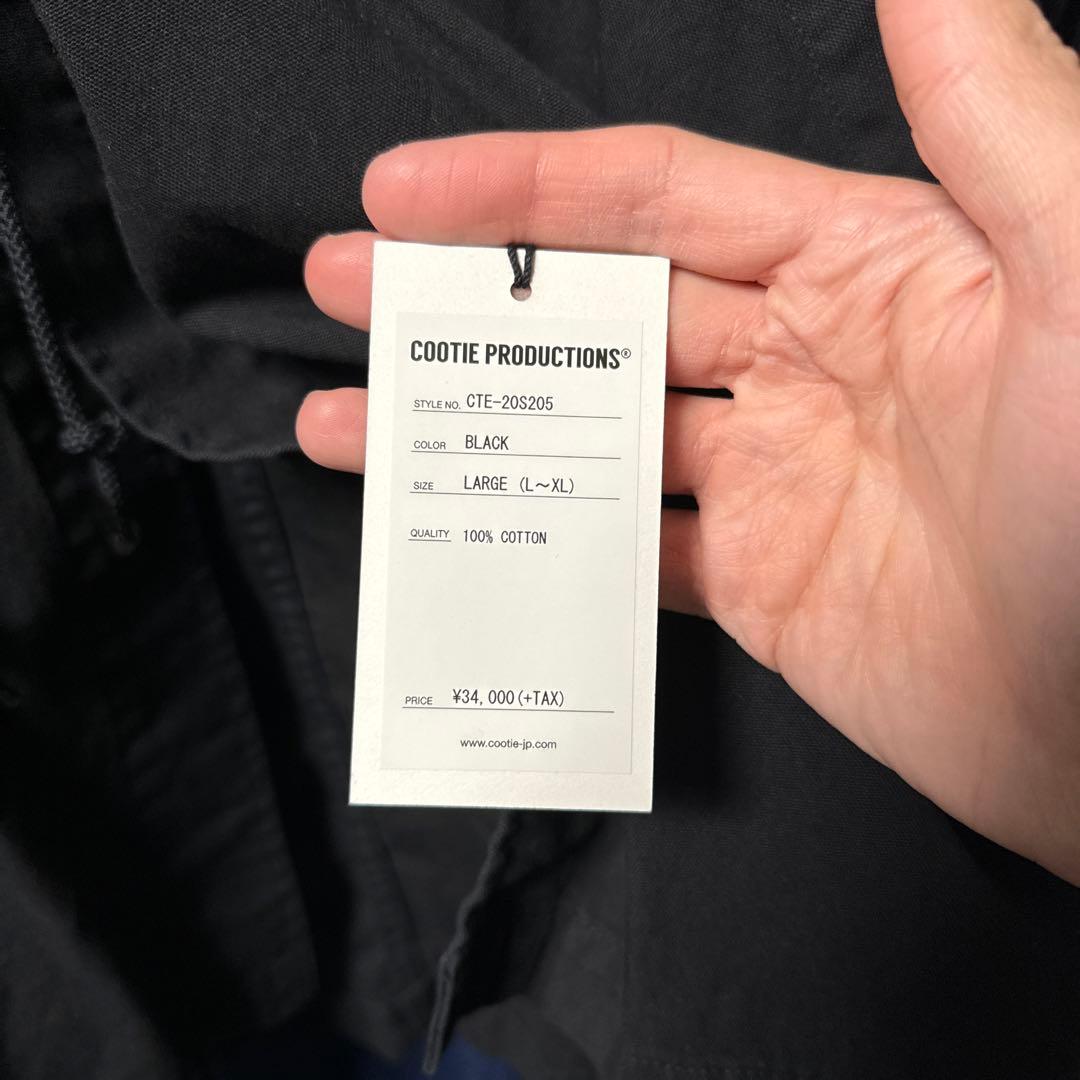 COOTIE PRODUCTIONS®
STYLE NO. CTE-20S205
COLOR BLACK
SIZE LARGE (L～XL)
QUALITY 100% COTTON
PRICE ¥34,000(+TAX)
www.cootie-jp.com